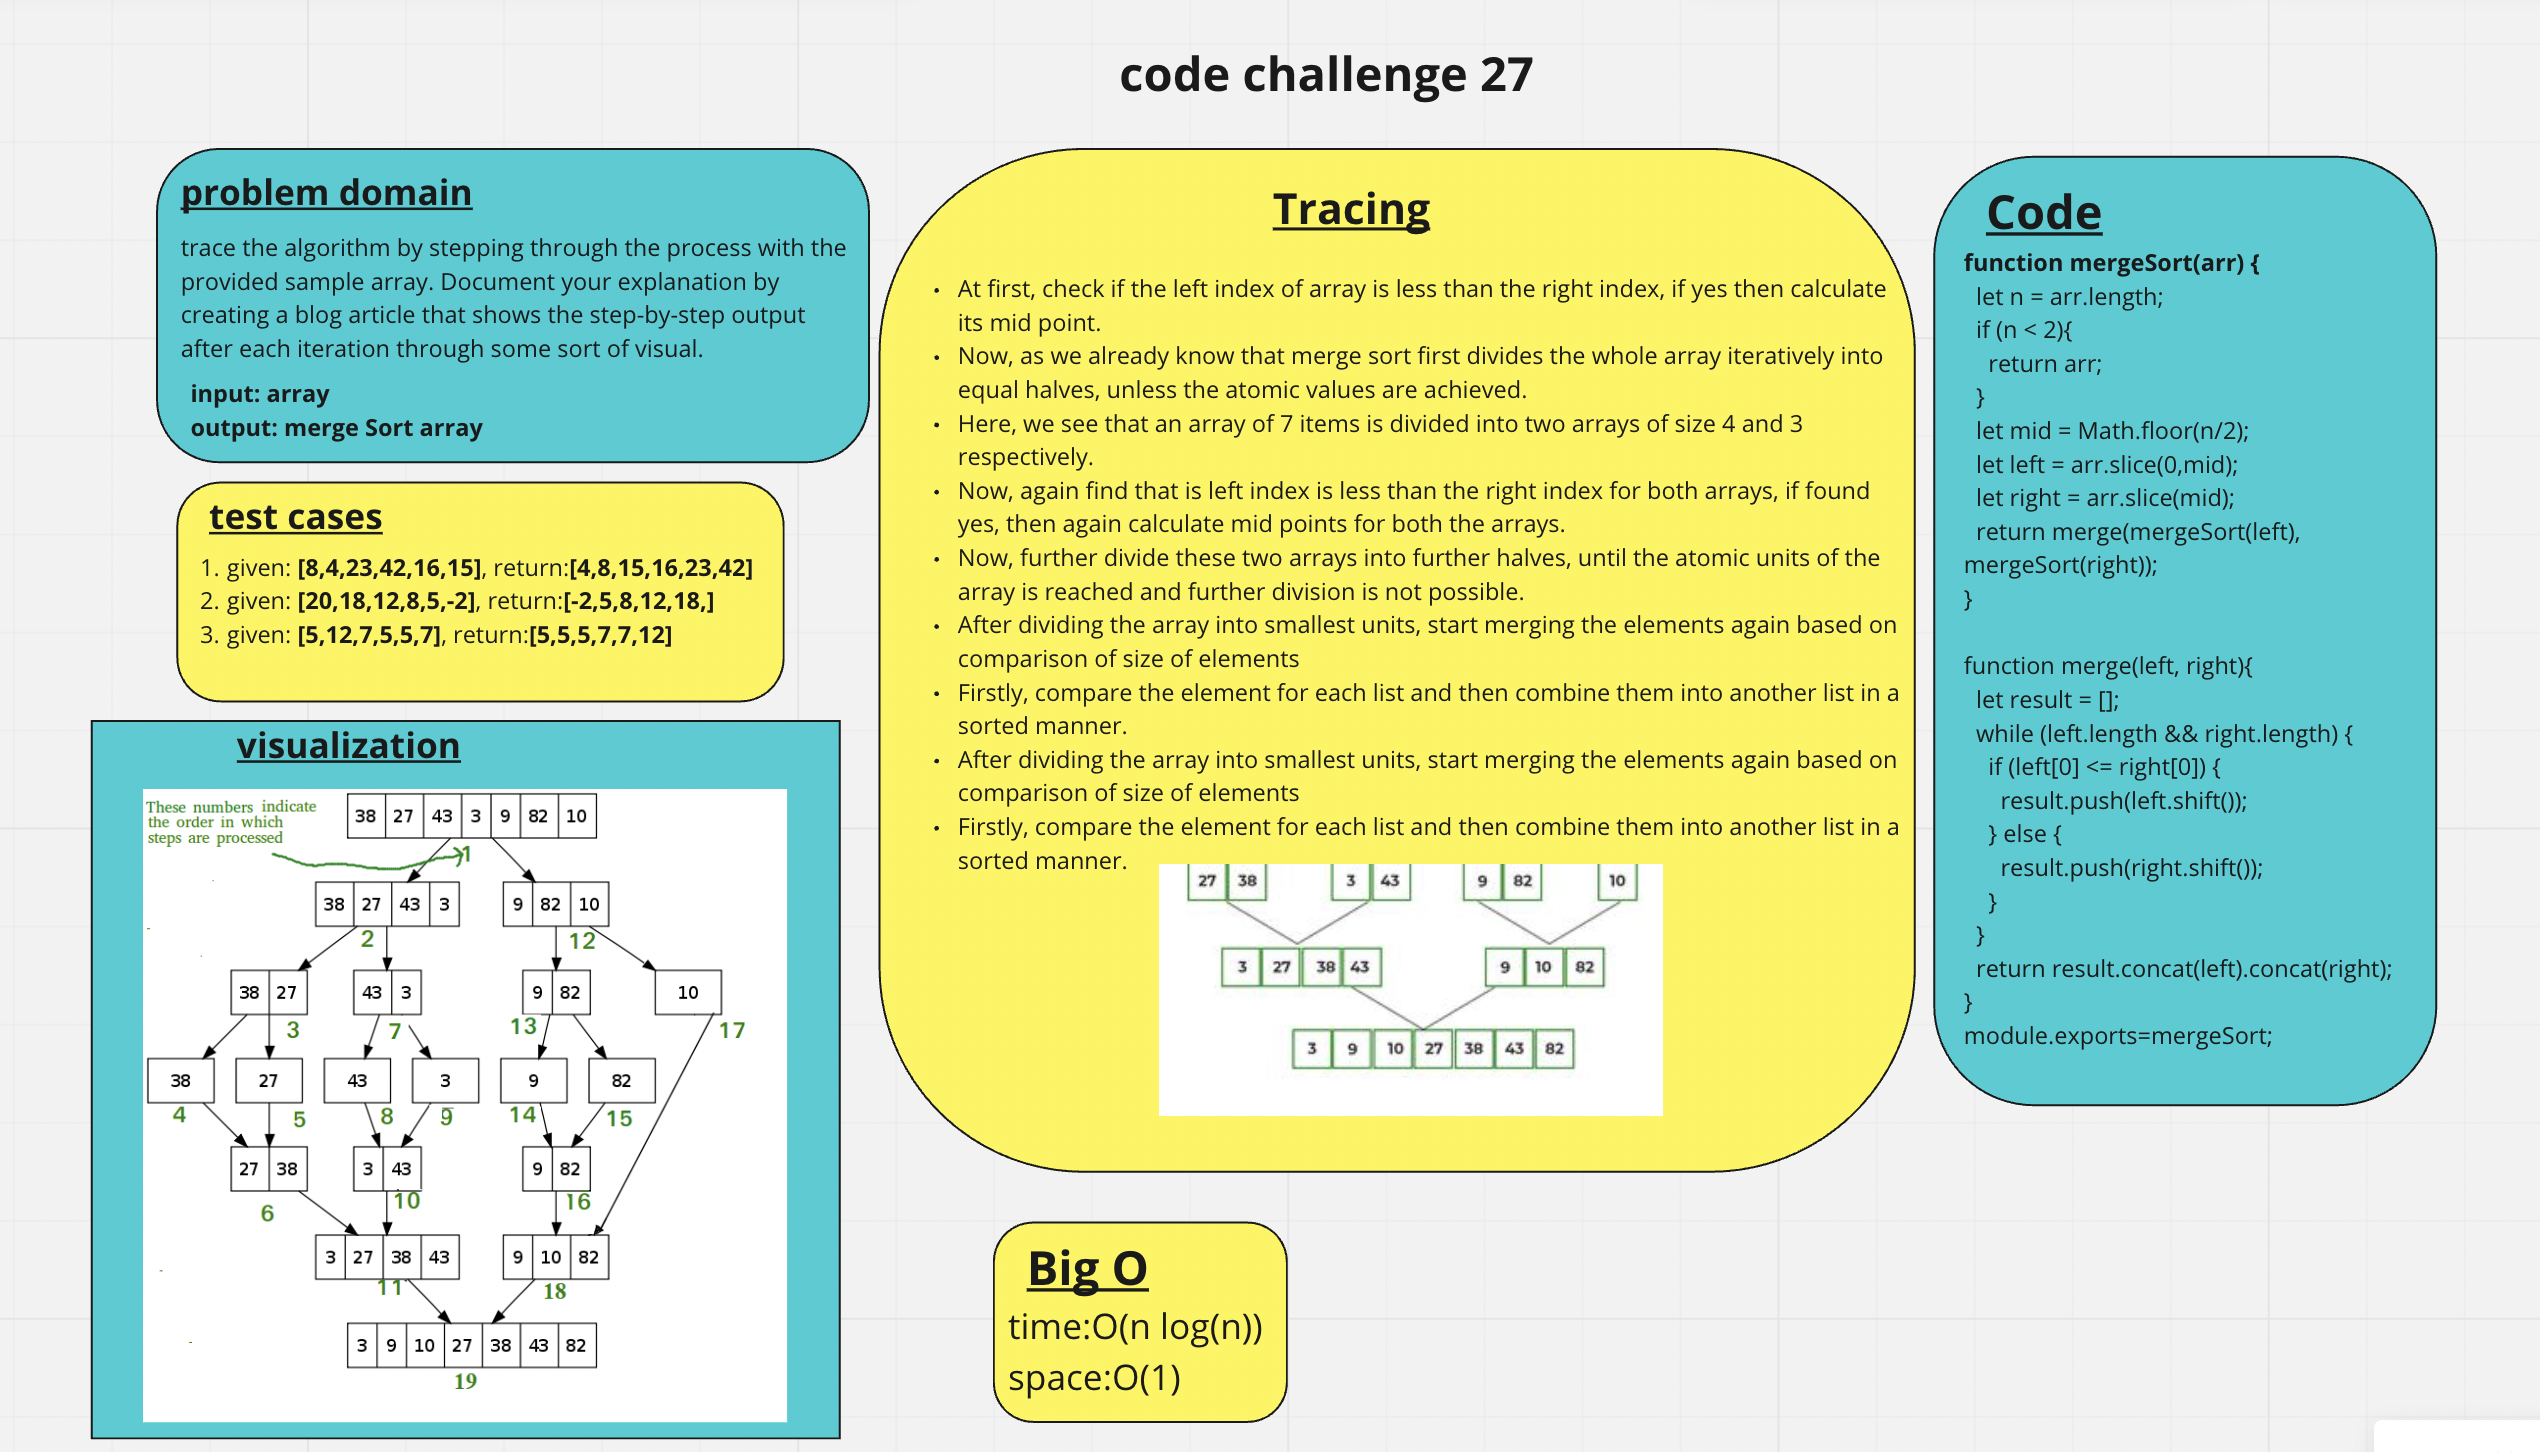 code challenge 27
problem domain
trace the algorithm by stepping through the process with the
provided sample array. Document your explanation by
creating a blog article that shows the step-by-step output
after each iteration through some sort of visual.
input: array
output: merge Sort array
test cases
1. given: [8,4,23,42,16,15], return:[4,8,15,16,23,42]
2. given: [20,18,12,8,5,-2], return:[-2,5,8,12,18,]
3. given: [5,12,7,5,5,7], return:[5,5,5,7,7,12]
visualization
These numbers indicate
the order in which
steps are processed
38 27 43 3 9 82 10
1
38 27 43 3 9 82 10
2 12
38 27 43 3 9 82 10
3 7 13 17
38 27 43 3 9 82
4 5 8 9 14 15
27 38 3 43 9 82
6 10 16
3 27 38 43 9 10 82
11 18
3 9 10 27 38 43 82
19
Tracing
• At first, check if the left index of array is less than the right index, if yes then calculate
its mid point.
• Now, as we already know that merge sort first divides the whole array iteratively into
equal halves, unless the atomic values are achieved.
• Here, we see that an array of 7 items is divided into two arrays of size 4 and 3
respectively.
• Now, again find that is left index is less than the right index for both arrays, if found
yes, then again calculate mid points for both the arrays.
• Now, further divide these two arrays into further halves, until the atomic units of the
array is reached and further division is not possible.
• After dividing the array into smallest units, start merging the elements again based on
comparison of size of elements
• Firstly, compare the element for each list and then combine them into another list in a
sorted manner.
• After dividing the array into smallest units, start merging the elements again based on
comparison of size of elements
• Firstly, compare the element for each list and then combine them into another list in a
sorted manner.
27 38 3 43 9 82 10
3 27 38 43 9 10 82
3 9 10 27 38 43 82
Big O
time:O(n log(n))
space:O(1)
Code
function mergeSort(arr) {
let n = arr.length;
if (n < 2){
return arr;
}
let mid = Math.floor(n/2);
let left = arr.slice(0,mid);
let right = arr.slice(mid);
return merge(mergeSort(left),
mergeSort(right));
}
function merge(left, right){
let result = [];
while (left.length && right.length) {
if (left[0] <= right[0]) {
result.push(left.shift());
} else {
result.push(right.shift());
}
}
return result.concat(left).concat(right);
}
module.exports=mergeSort;